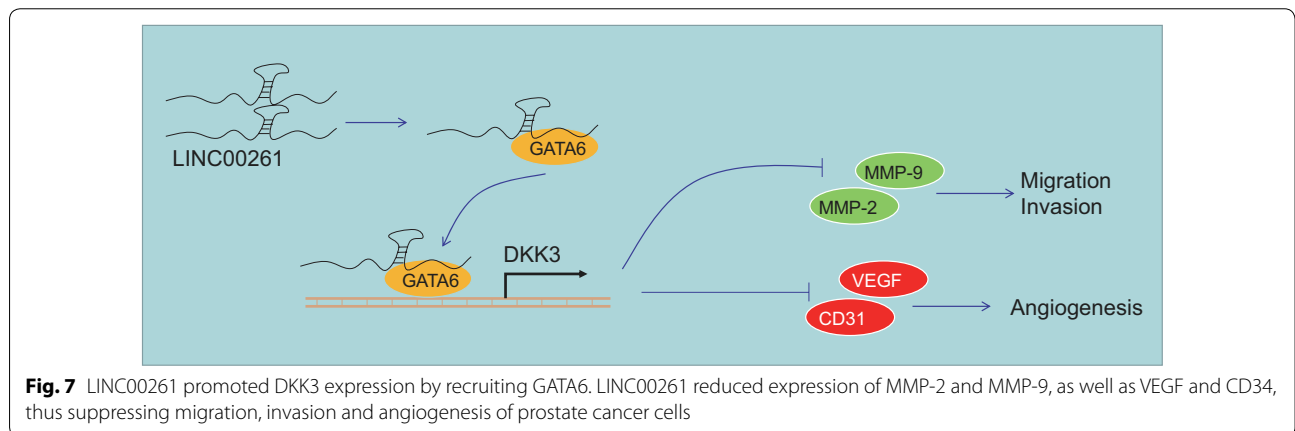 LINC00261
GATA6
GATA6
DKK3
MMP-9
MMP-2
Migration
Invasion
VEGF
CD31
Angiogenesis
Fig. 7 LINC00261 promoted DKK3 expression by recruiting GATA6. LINC00261 reduced expression of MMP-2 and MMP-9, as well as VEGF and CD34,
thus suppressing migration, invasion and angiogenesis of prostate cancer cells